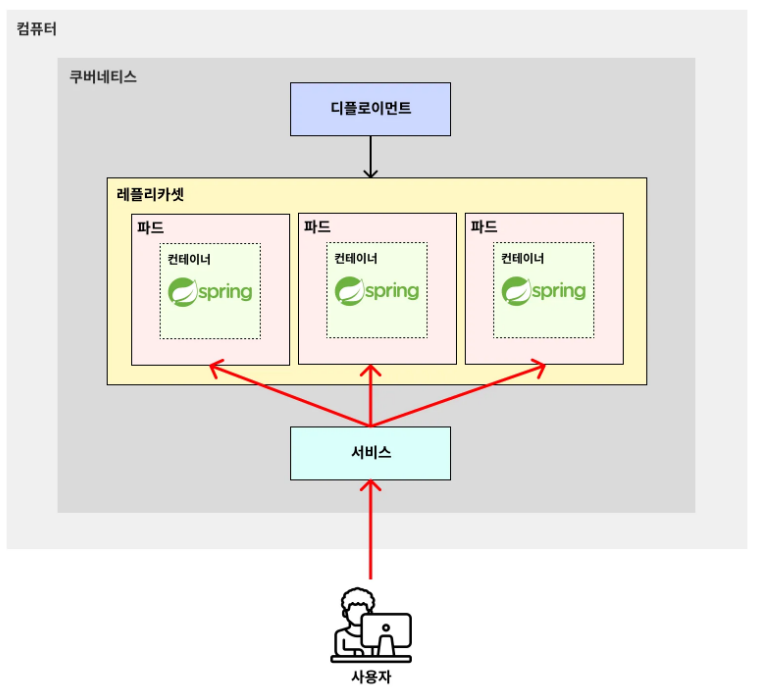 컴퓨터
쿠버네티스
디플로이먼트
레플리카셋
파드
컨테이너
spring
파드
컨테이너
spring
파드
컨테이너
spring
서비스
사용자